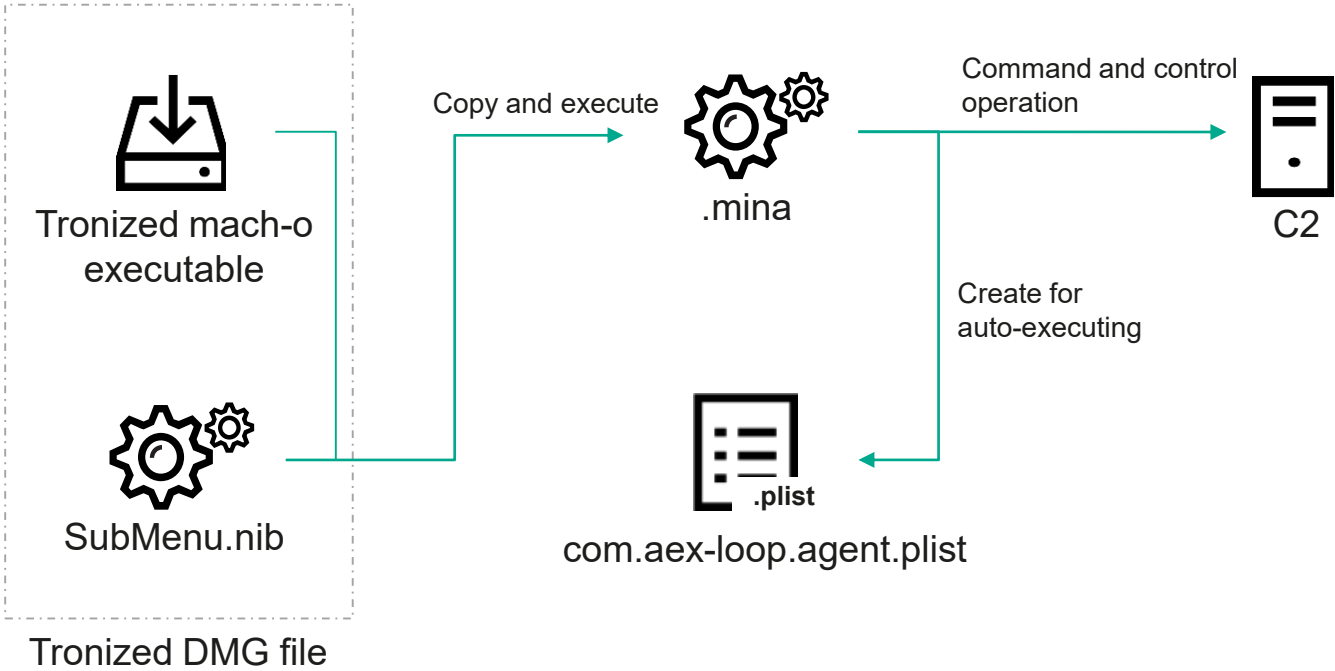 Tronized mach-o
executable
SubMenu.nib
Tronized DMG file
Copy and execute
.mina
Command and control
operation
C2
Create for
auto-executing
.plist
com.aex-loop.agent.plist